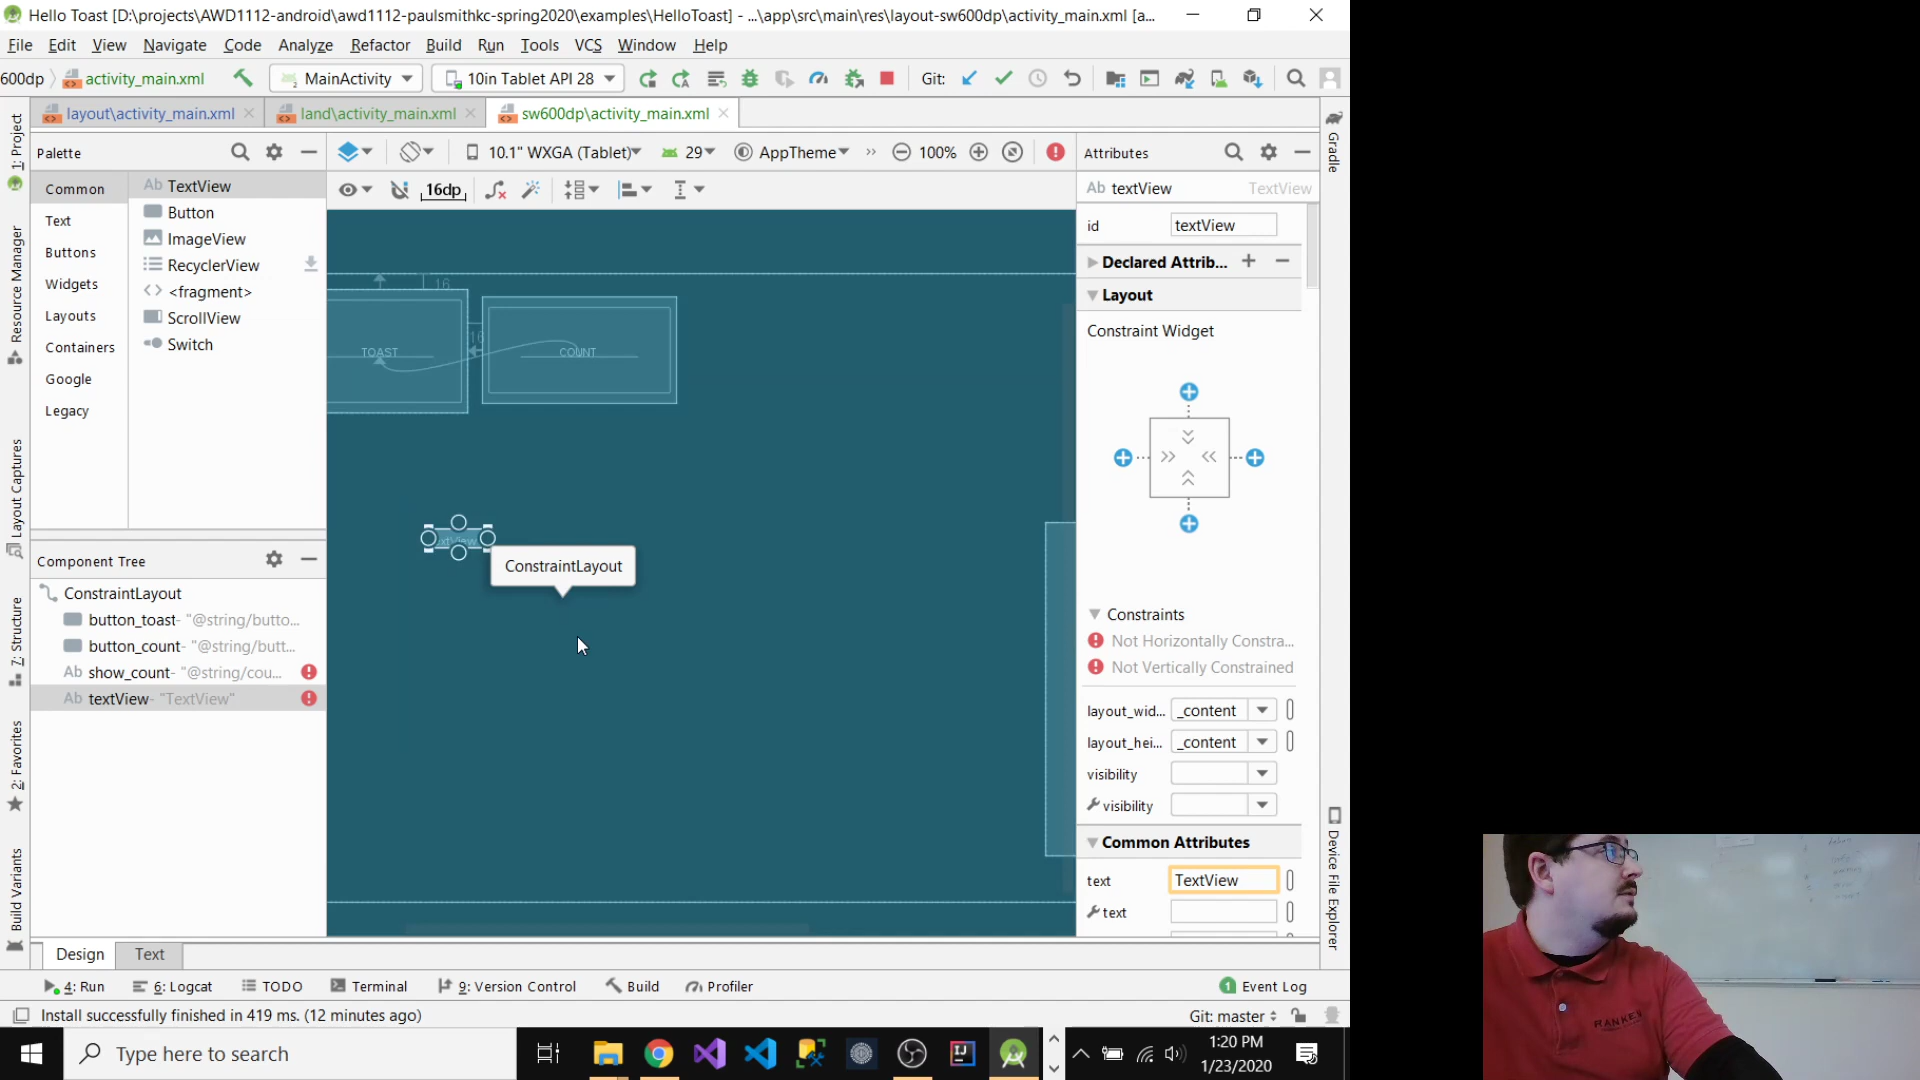 Hello Toast [D:\projects\AWD1112-android\awd1112-paulsmithkc-spring2020\examples\HelloToast] - ...\app\src\main\res\layout-sw600dp\activity_main.xml [a...
File Edit View Navigate Code Analyze Refactor Build Run Tools VCS Window Help
600dp activity_main.xml MainActivity 10in Tablet API 28 Git:
layout\activity_main.xml land\activity_main.xml sw600dp\activity_main.xml
Palette 10.1" WXGA (Tablet) 29 AppTheme 100% Attributes
16dp
Common
Text
Buttons
Widgets
Layouts
Containers
Google
Legacy
Ab TextView
Button
ImageView
RecyclerView
<> <fragment>
ScrollView
Switch
Component Tree
ConstraintLayout
button_toast- "@string/butto...
button_count- "@string/butt...
Ab show_count- "@string/cou...
Ab textView- "TextView"
16
TOAST
16
COUNT
ConstraintLayout
Ab textView TextView
id textView
Declared Attrib...
Layout
Constraint Widget
Constraints
Not Horizontally Constra...
Not Vertically Constrained
layout_wid... _content
layout_hei... _content
visibility
visibility
Common Attributes
text TextView
text
1: Project
Resource Manager
Layout Captures
7: Structure
2: Favorites
Build Variants
Gradle
Device File Explorer
Design Text
4: Run 6: Logcat TODO Terminal 9: Version Control Build Profiler 1 Event Log
Install successfully finished in 419 ms. (12 minutes ago) Git: master
Type here to search
1:20 PM
1/23/2020
RANKEN